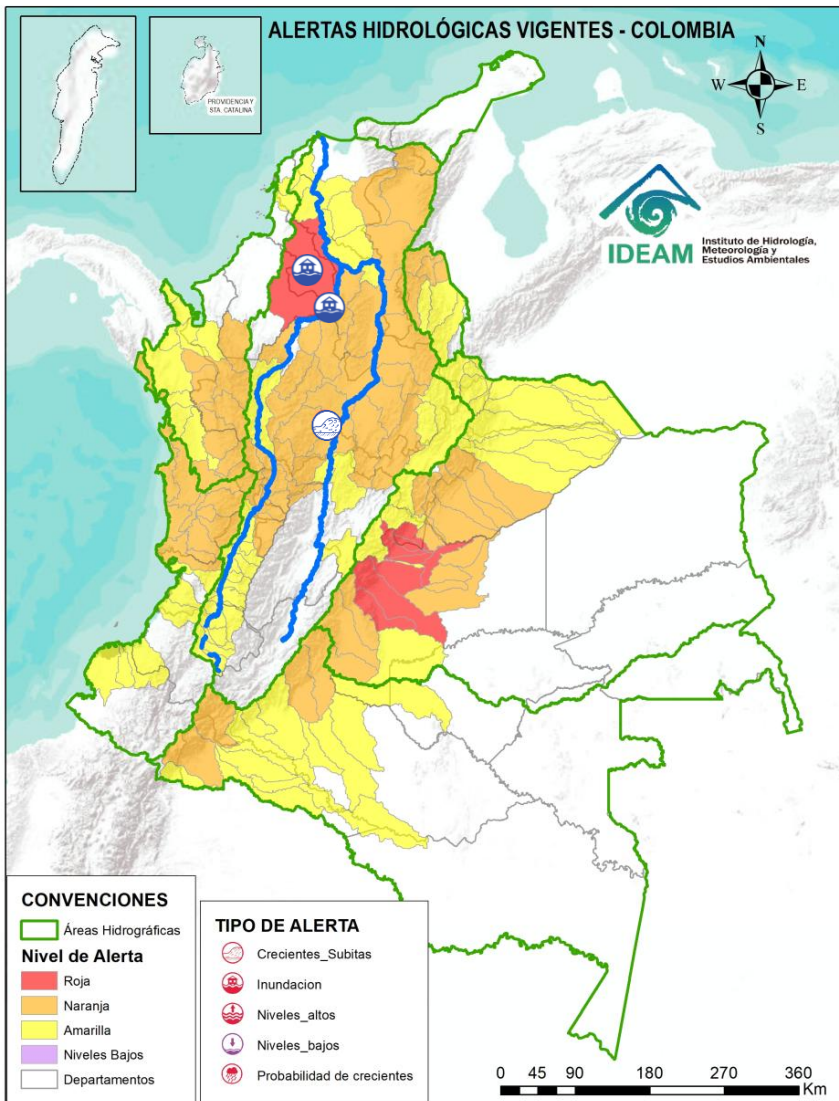 ALERTAS HIDROLÓGICAS VIGENTES - COLOMBIA
PROVIDENCIA Y
STA. CATALINA
N
W
E
S
IDEAM
Instituto de Hidrología,
Meteorología y
Estudios Ambientales
CONVENCIONES
Áreas Hidrográficas
Nivel de Alerta
Roja
Naranja
Amarilla
Niveles Bajos
Departamentos
TIPO DE ALERTA
Crecientes_Subitas
Inundacion
Niveles_altos
Niveles_bajos
Probabilidad de crecientes
0 45 90 180 270 360
Km